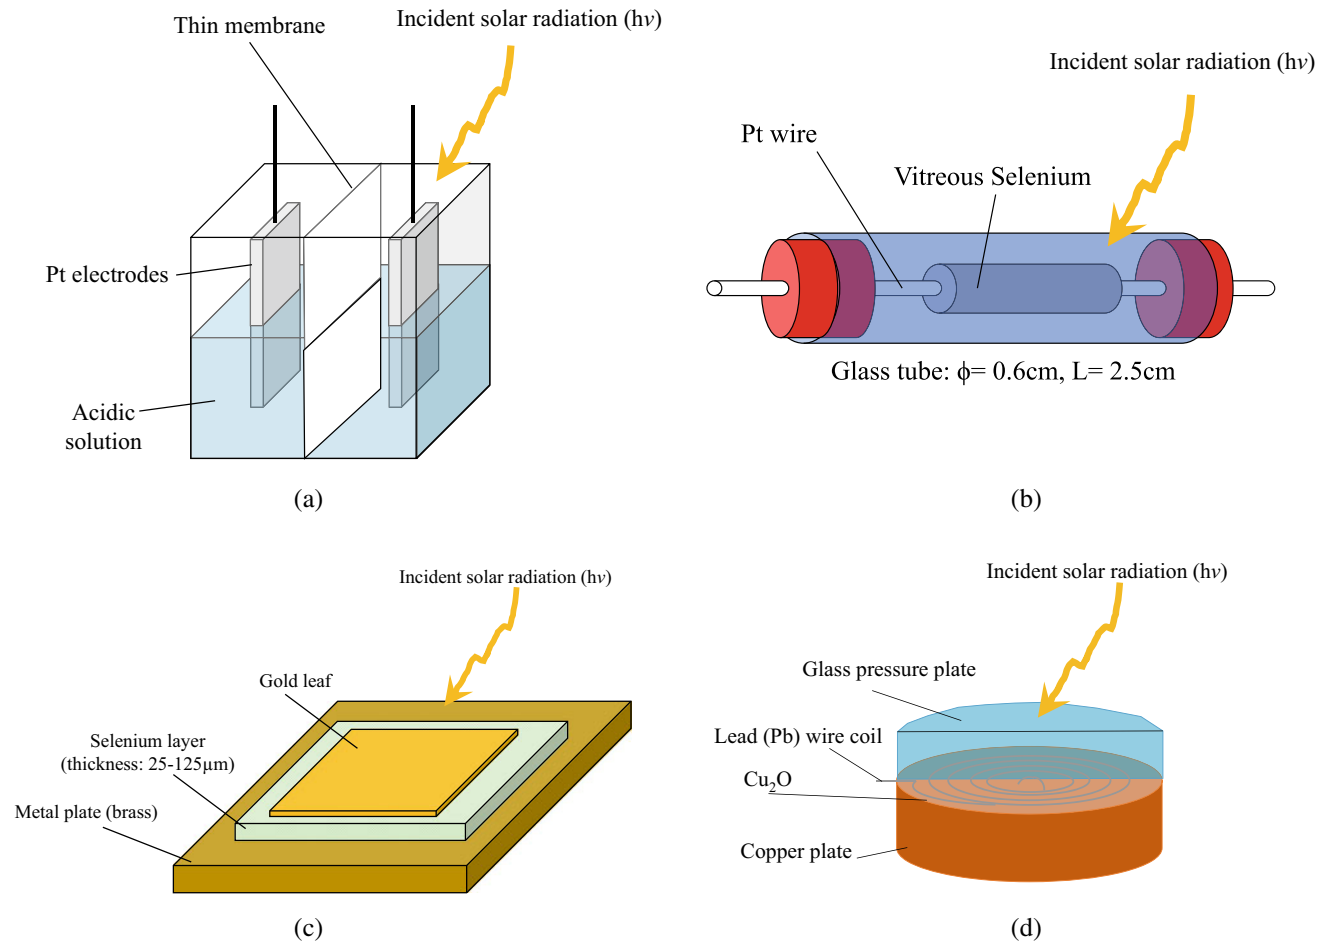 Thin membrane
Incident solar radiation (hν)
Pt electrodes
Acidic
solution
(a)
Incident solar radiation (hν)
Pt wire
Vitreous Selenium
Glass tube: ϕ= 0.6cm, L= 2.5cm
(b)
Incident solar radiation (hν)
Gold leaf
Selenium layer
(thickness: 25-125μm)
Metal plate (brass)
(c)
Incident solar radiation (hν)
Glass pressure plate
Lead (Pb) wire coil
Cu₂O
Copper plate
(d)